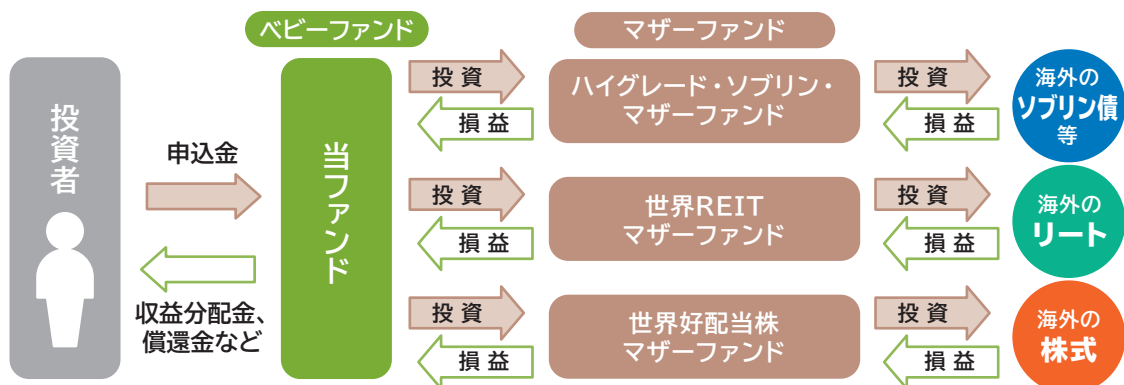 ベビーファンド
マザーファンド
投資者
申込金
収益分配金、
償還金など
当ファンド
投資
損益
ハイグレード・ソブリン・
マザーファンド
投資
損益
海外の
ソブリン債
等
投資
損益
世界REIT
マザーファンド
投資
損益
海外の
リート
投資
損益
世界好配当株
マザーファンド
投資
損益
海外の
株式